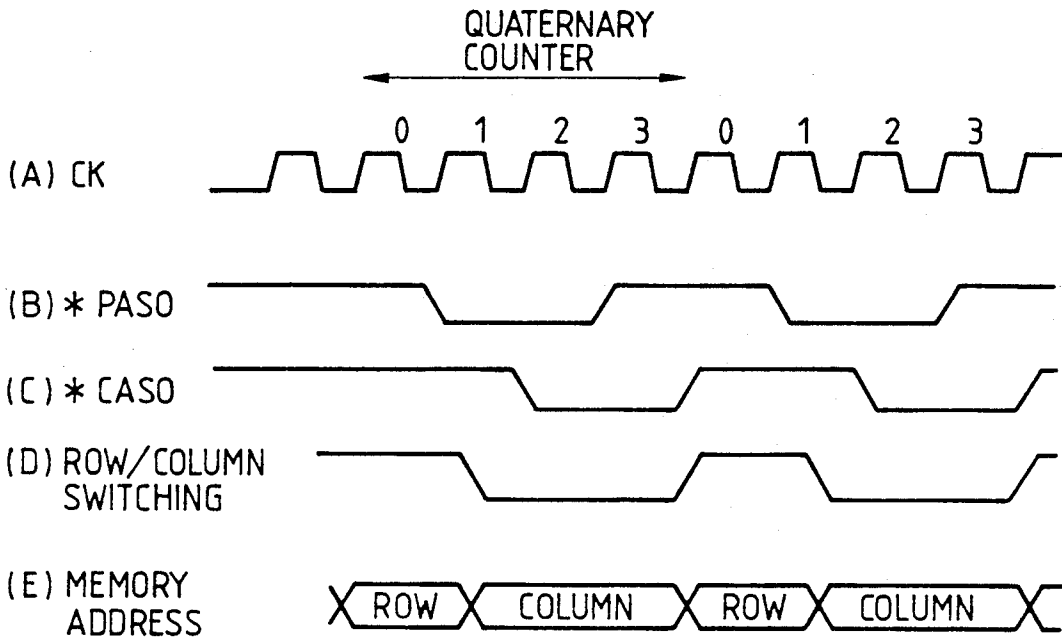 QUATERNARY
COUNTER
0 1 2 3 0 1 2 3
(A) CK
(B) * PASO
(C) * CASO
(D) ROW/COLUMN
SWITCHING
(E) MEMORY
ADDRESS
ROW COLUMN ROW COLUMN